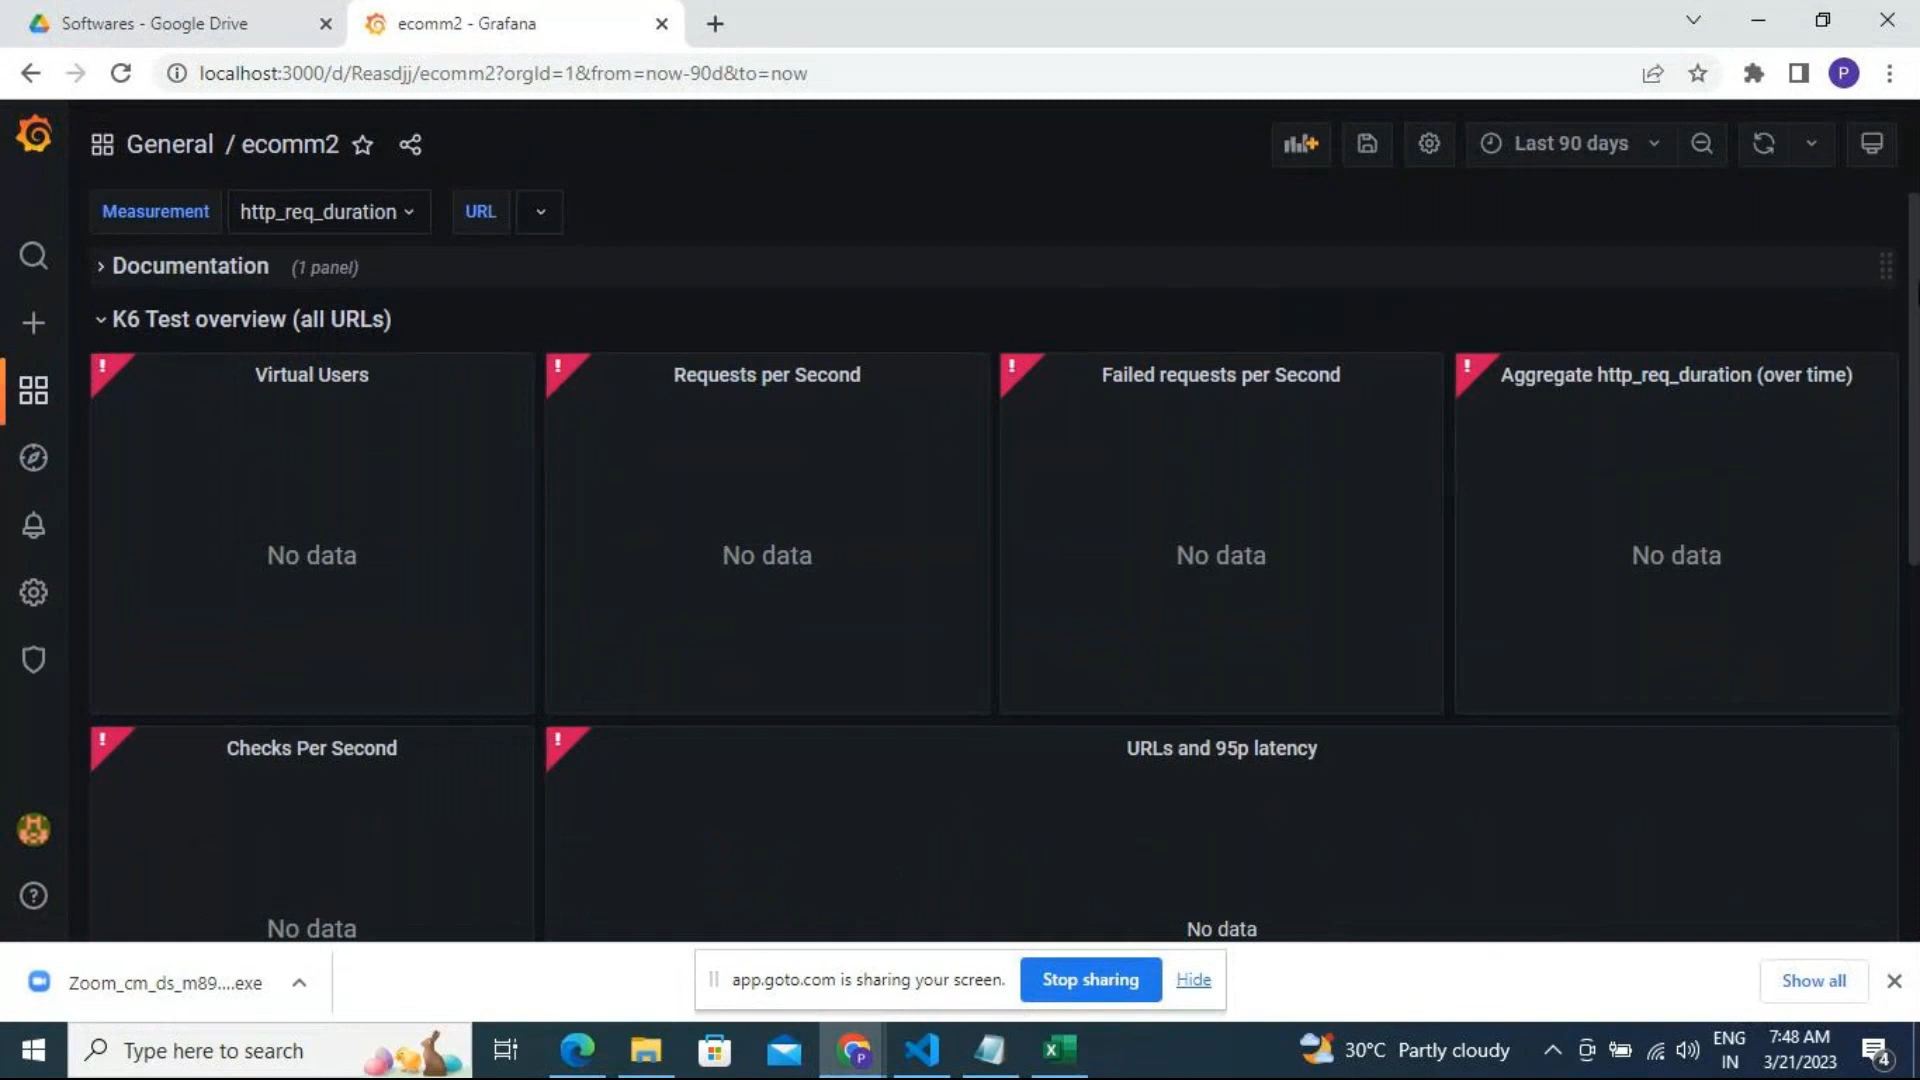 Softwares - Google Drive
ecomm2 - Grafana
localhost:3000/d/Reasdjj/ecomm2?orgId=1&from=now-90d&to=now
P
General / ecomm2
Last 90 days
Measurement
http_req_duration
URL
Documentation (1 panel)
K6 Test overview (all URLs)
! Virtual Users
! Requests per Second
! Failed requests per Second
! Aggregate http_req_duration (over time)
No data
No data
No data
No data
! Checks Per Second
! URLs and 95p latency
No data
No data
Zoom_cm_ds_m89....exe
app.goto.com is sharing your screen.
Stop sharing
Hide
Show all
Type here to search
30°C Partly cloudy
ENG
IN
7:48 AM
3/21/2023
4